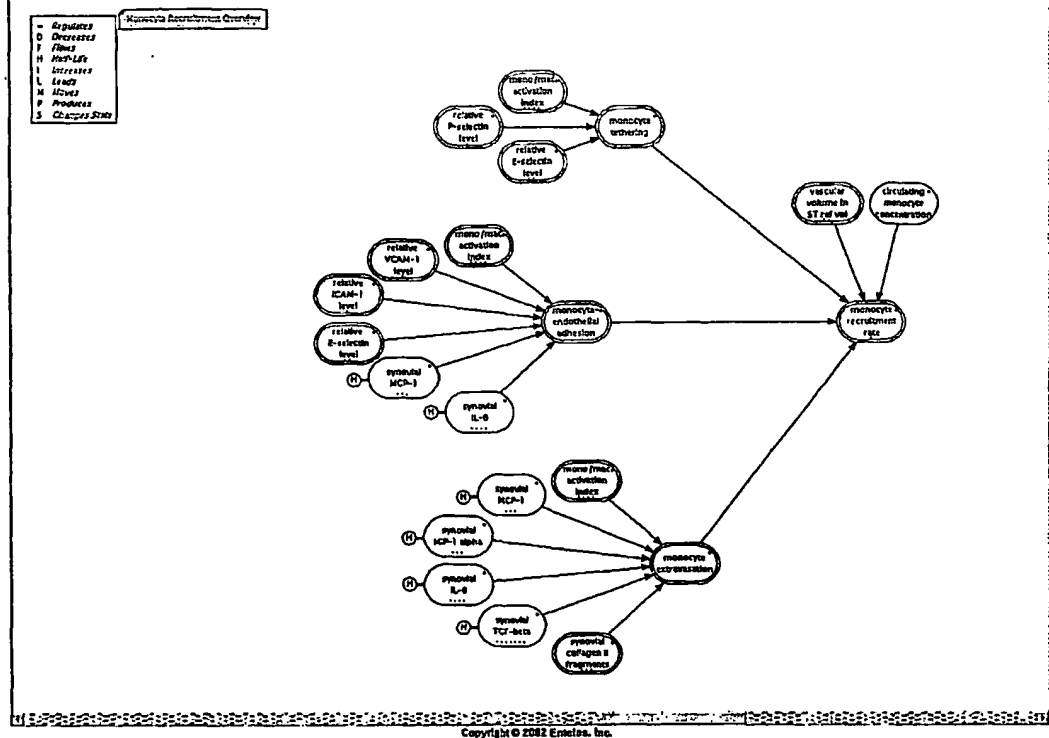 — Regulates
D Decreases
F Flows
H Half-Life
I Increases
L Leads
M Moves
P Produces
S Changes State
Monocyte Recruitment Overview
mono/mac
activation
index
relative
P-selectin
level
relative
E-selectin
level
monocyte
tethering
vascular
volume in
ST ref vol
circulating
monocyte
concentration
mono/mac
activation
index
relative
VCAM-1
level
relative
ICAM-1
level
relative
E-selectin
level
H
synovial
MCP-1
H
synovial
IL-8
monocyte-
endothelial
adhesion
monocyte
recruitment
rate
mono/mac
activation
index
H
synovial
MCP-1
H
synovial
alpha
H
synovial
IL-8
H
synovial
TGF-beta
synovial
collagen II
fragments
monocyte
extravasation
Copyright © 2002 Entelos, Inc.